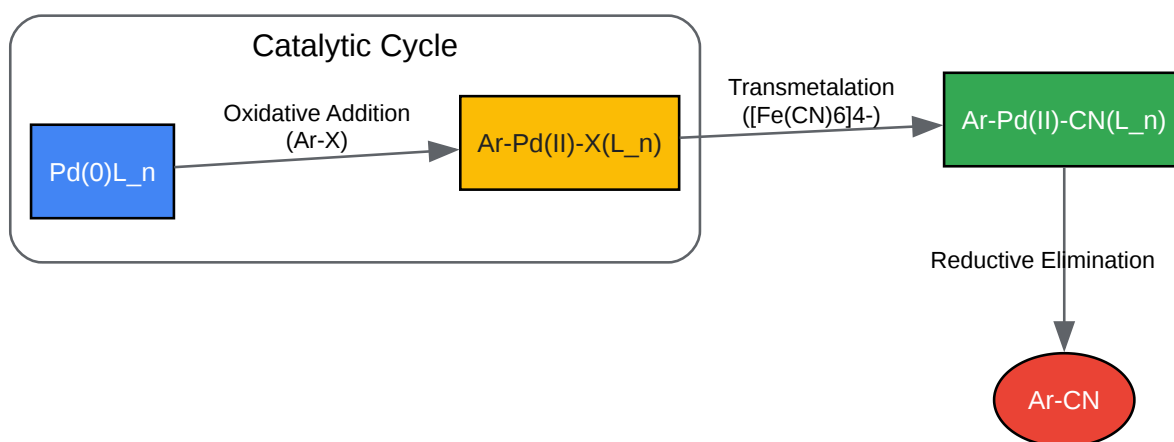 Catalytic Cycle
Pd(0)L_n
Oxidative Addition
(Ar-X)
Ar-Pd(II)-X(L_n)
Transmetalation
([Fe(CN)6]4-)
Ar-Pd(II)-CN(L_n)
Reductive Elimination
Ar-CN